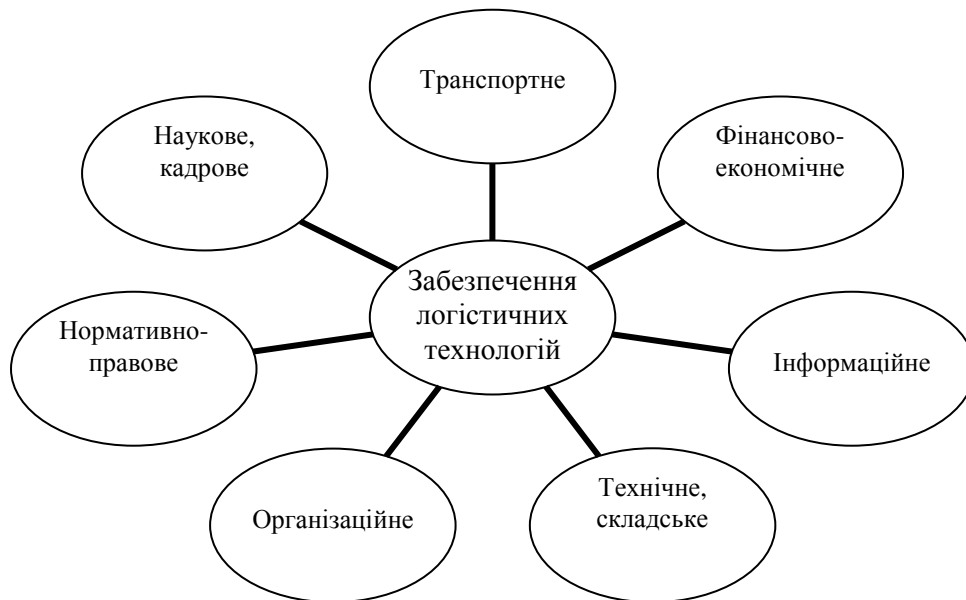 Транспортне
Наукове,
кадрове
Фінансово-
економічне
Забезпечення
логістичних
технологій
Нормативно-
правове
Інформаційне
Організаційне
Технічне,
складське